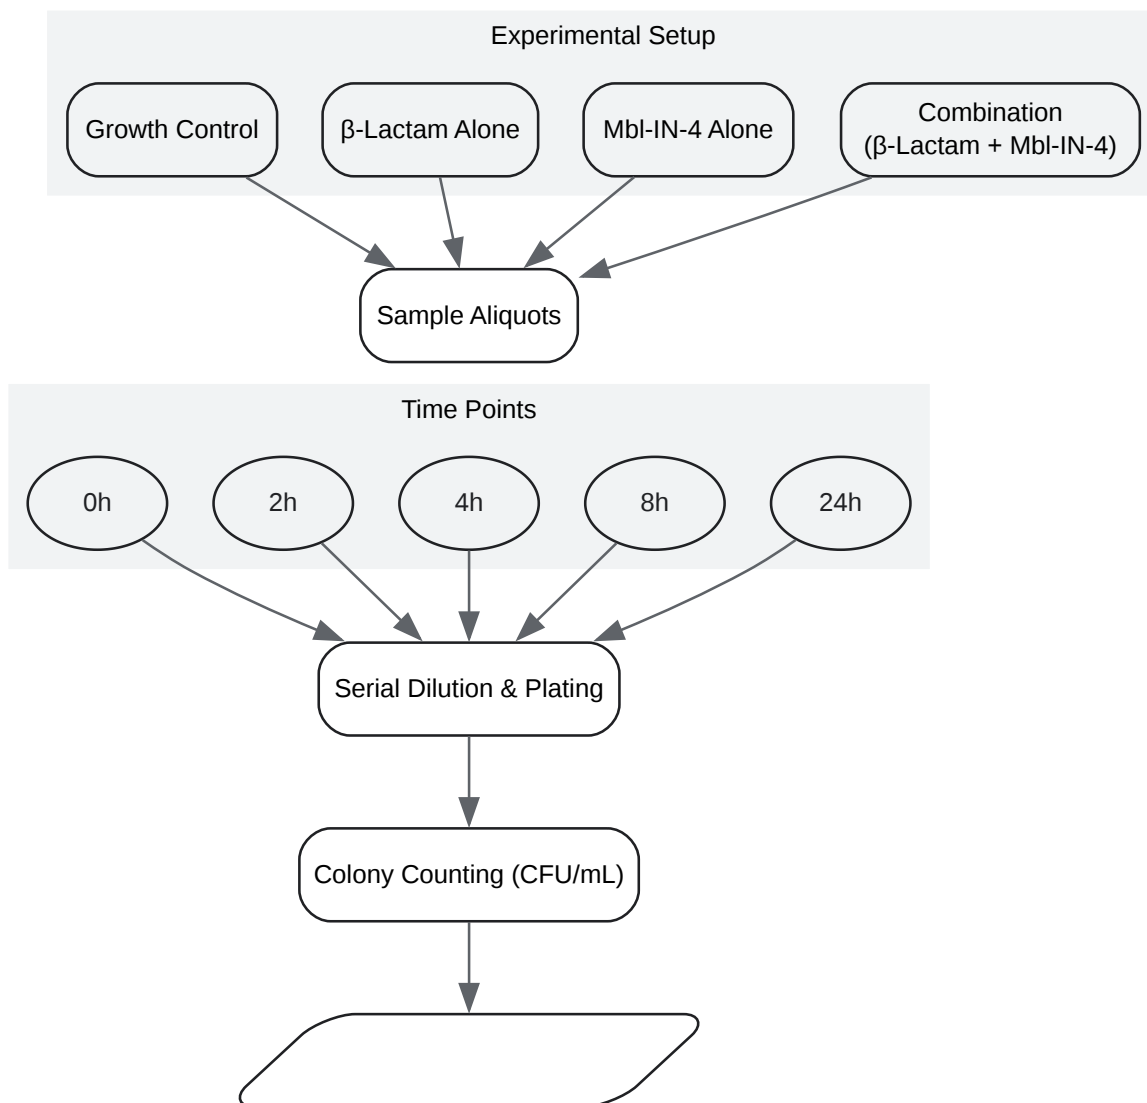 Experimental Setup
Growth Control
β-Lactam Alone
Mbl-IN-4 Alone
Combination
(β-Lactam + Mbl-IN-4)
Sample Aliquots
Time Points
0h
2h
4h
8h
24h
Serial Dilution & Plating
Colony Counting (CFU/mL)